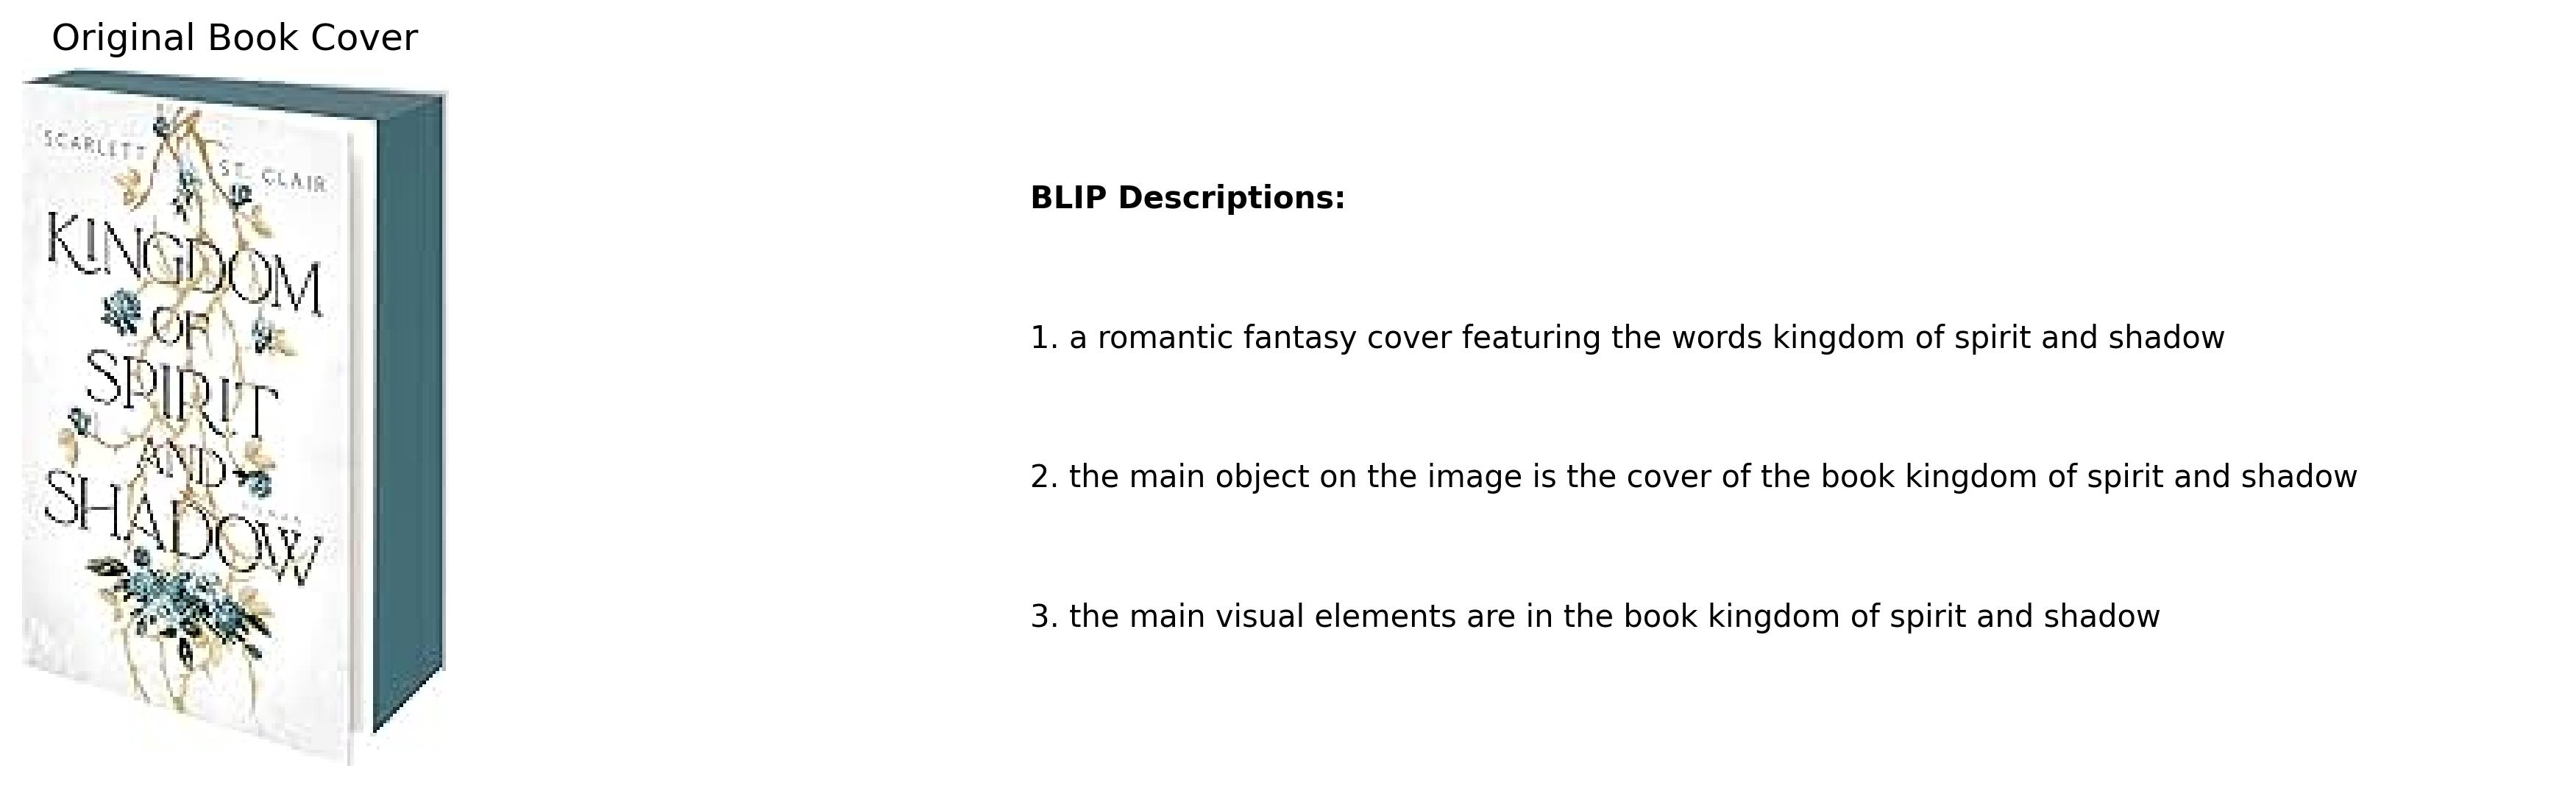 Original Book Cover
SCARLETT
ST. CLAIR
KINGDOM
OF
SPIRIT
AND
SHADOW
ROMAN
BLIP Descriptions:
1. a romantic fantasy cover featuring the words kingdom of spirit and shadow
2. the main object on the image is the cover of the book kingdom of spirit and shadow
3. the main visual elements are in the book kingdom of spirit and shadow